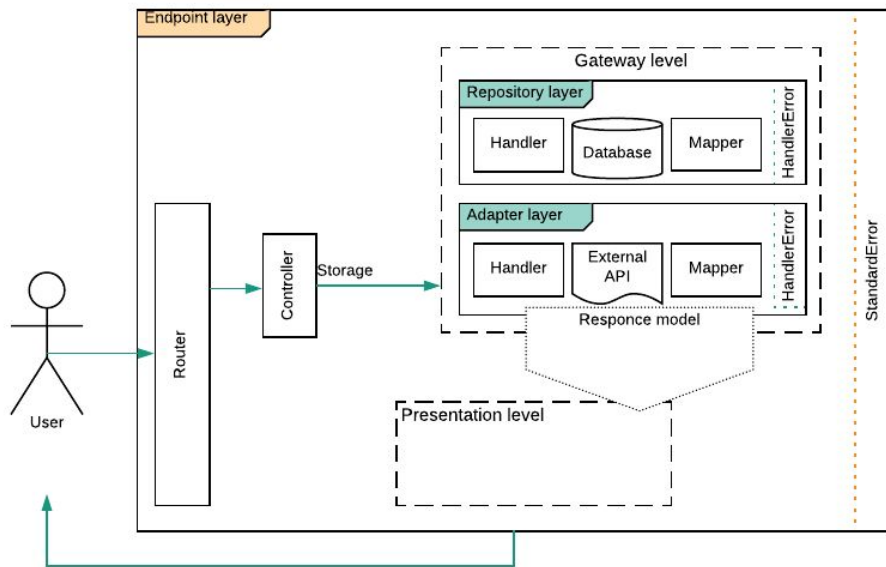 Endpoint layer
Gateway level
Repository layer
Handler
Database
Mapper
HandlerError
Adapter layer
Handler
External
API
Mapper
HandlerError
StandardError
Storage
Controller
Router
User
Responce model
Presentation level